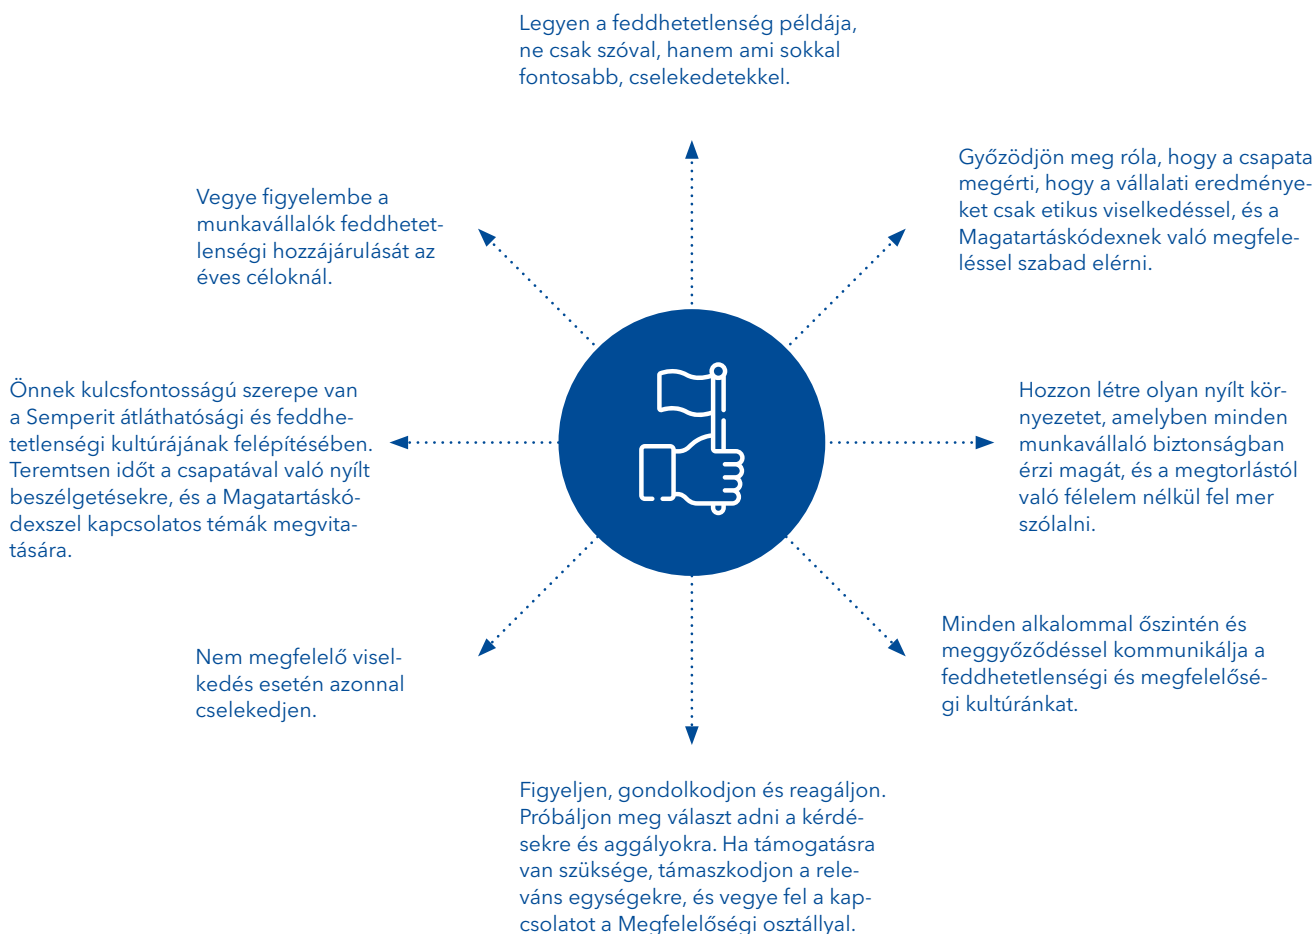 Legyen a feddhetetlenség példája,
ne csak szóval, hanem ami sokkal
fontosabb, cselekedetekkel.
Győződjön meg róla, hogy a csapata
megérti, hogy a vállalati eredménye-
ket csak etikus viselkedéssel, és a
Magatartáskódexnek való megfele-
léssel szabad elérni.
Hozzon létre olyan nyílt kör-
nyezetet, amelyben minden
munkavállaló biztonságban
érzi magát, és a megtorlástól
való félelem nélkül fel mer
szólalni.
Minden alkalommal őszintén és
meggyőződéssel kommunikálja a
feddhetetlenségi és megfelelősé-
gi kultúránkat.
Figyeljen, gondolkodjon és reagáljon.
Próbáljon meg választ adni a kérdé-
sekre és aggályokra. Ha támogatásra
van szüksége, támaszkodjon a rele-
váns egységekre, és vegye fel a kap-
csolatot a Megfelelőségi osztállyal.
Nem megfelelő visel-
kedés esetén azonnal
cselekedjen.
Önnek kulcsfontosságú szerepe van
a Semperit átláthatósági és feddhe-
tetlenségi kultúrájának felépítésében.
Teremtsen időt a csapatával való nyílt
beszélgetésekre, és a Magatartáskó-
dexszel kapcsolatos témák megvita-
tására.
Vegye figyelembe a
munkavállalók feddhetet-
lenségi hozzájárulását az
éves céloknál.